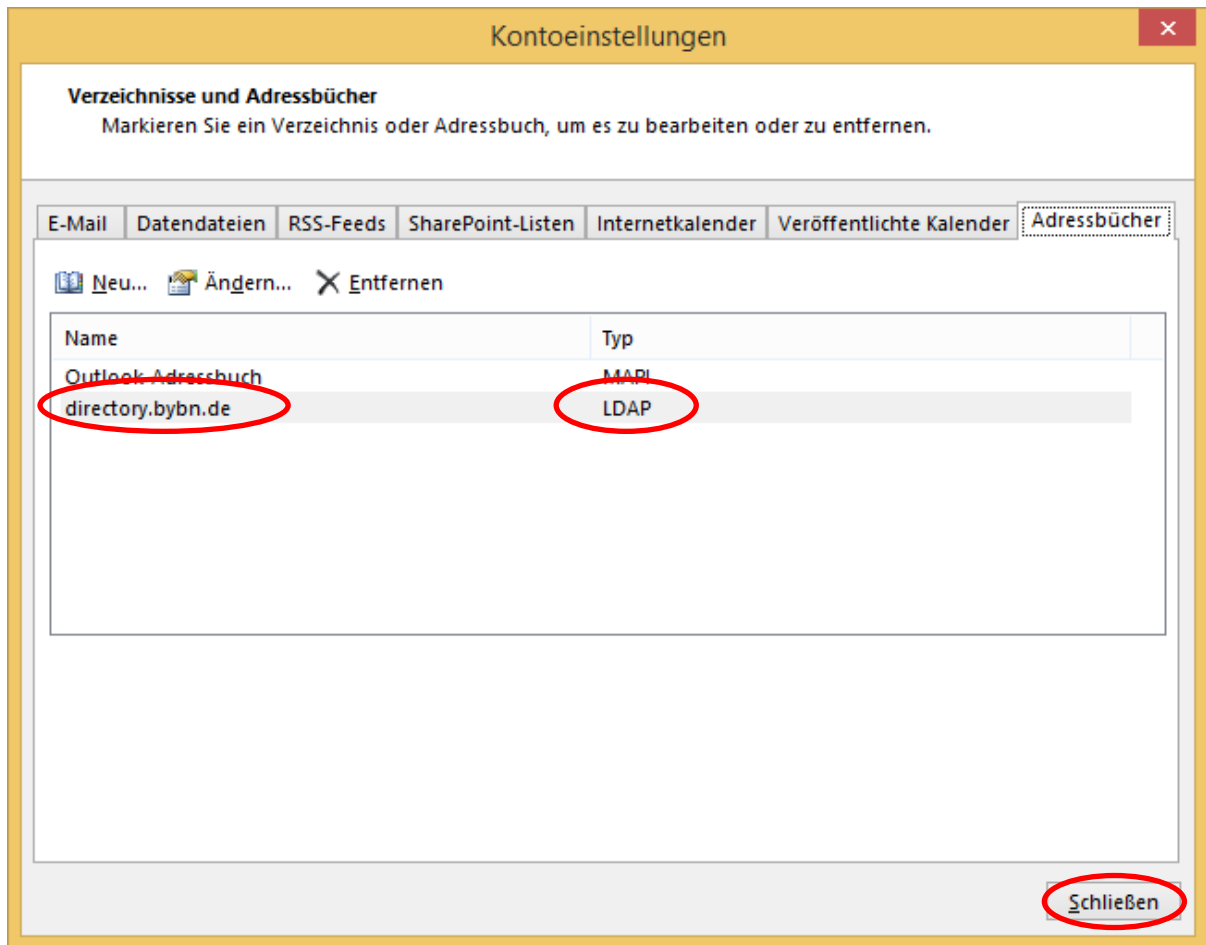 Kontoeinstellungen
Verzeichnisse und Adressbücher
Markieren Sie ein Verzeichnis oder Adressbuch, um es zu bearbeiten oder zu entfernen.
E-Mail Datendateien RSS-Feeds SharePoint-Listen Internetkalender Veröffentlichte Kalender Adressbücher
Neu... Ändern... Entfernen
Name Typ
Outlook-Adressbuch MAPI
directory.bybn.de LDAP
Schließen